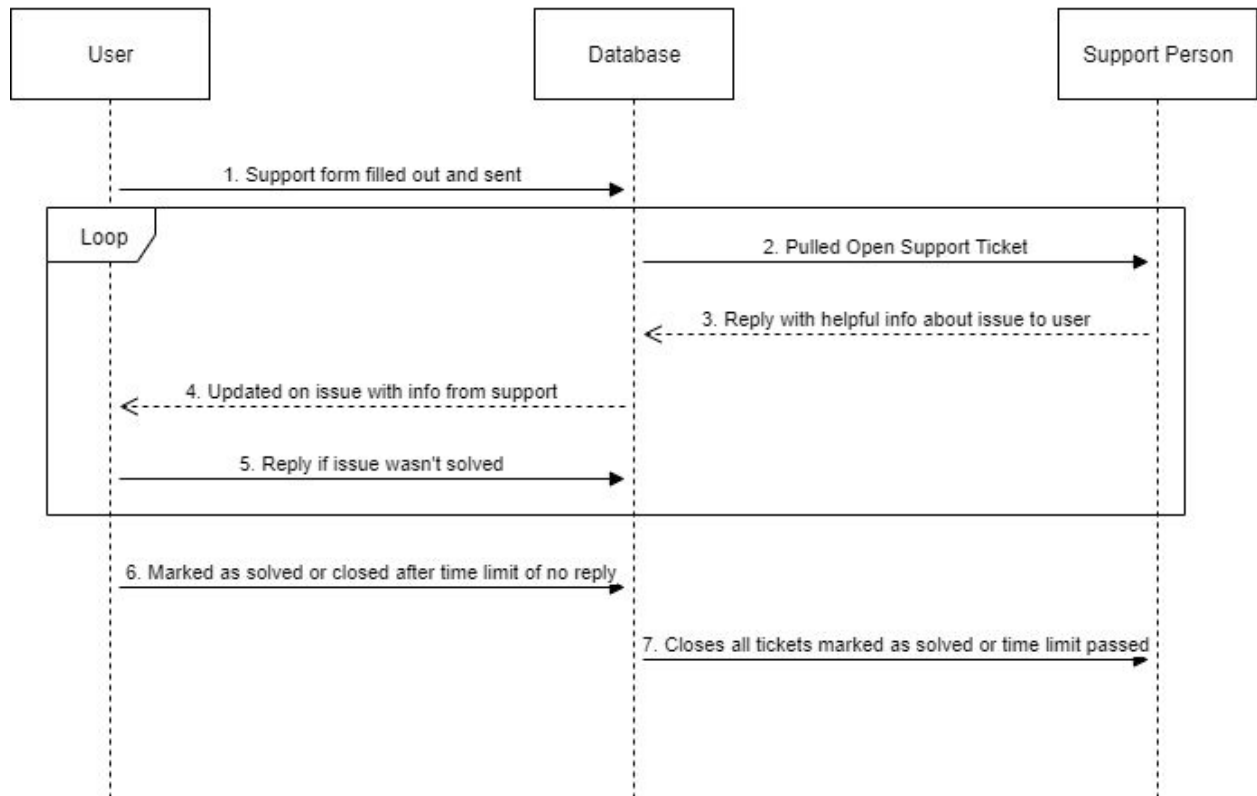 User
Database
Support Person
1. Support form filled out and sent
Loop
2. Pulled Open Support Ticket
3. Reply with helpful info about issue to user
4. Updated on issue with info from support
5. Reply if issue wasn't solved
6. Marked as solved or closed after time limit of no reply
7. Closes all tickets marked as solved or time limit passed